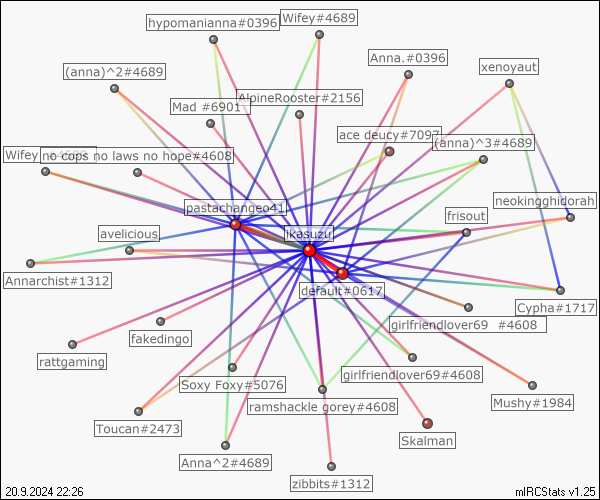 hypomanianna#0396
Wifey#4689
Anna.#0396
xenoyaut
(anna)^2#4689
AlpineRooster#2156
Mad #6901
ace deucy#7097
(anna)^3#4689
Wifey
no cops no laws no hope#4608
neokingghidorah
pastachangeo41
frisout
avelicious
likasuzu
Annarchist#1312
default#0617
Cypha#1717
girlfriendlover69 #4608
fakedingo
rattgaming
girlfriendlover69#4608
Soxy Foxy#5076
ramshackle gorey#4608
Mushy#1984
Toucan#2473
Skalman
Anna^2#4689
zibbits#1312
20.9.2024 22:26
mIRCStats v1.25